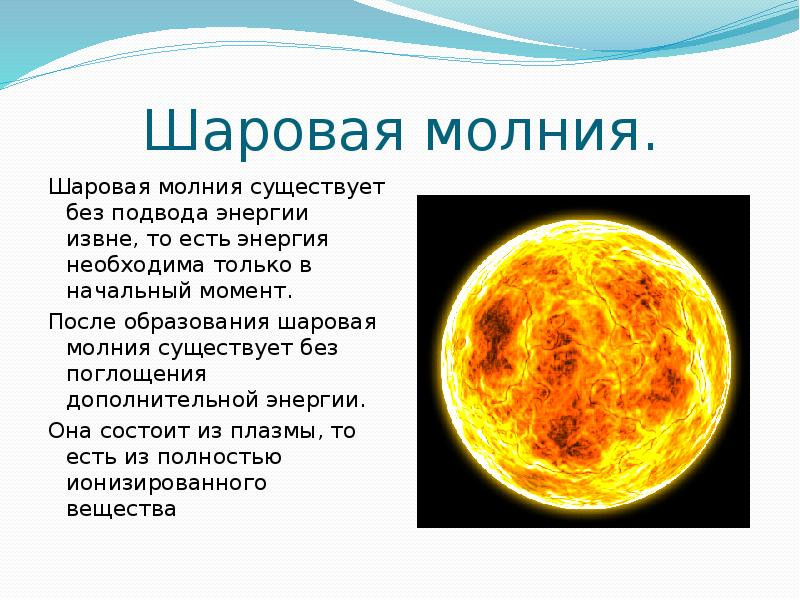 Шаровая молния.
Шаровая молния существует
без подвода энергии
извне, то есть энергия
необходима только в
начальный момент.
После образования шаровая
молния существует без
поглощения
дополнительной энергии.
Она состоит из плазмы, то
есть из полностью
ионизированного
вещества